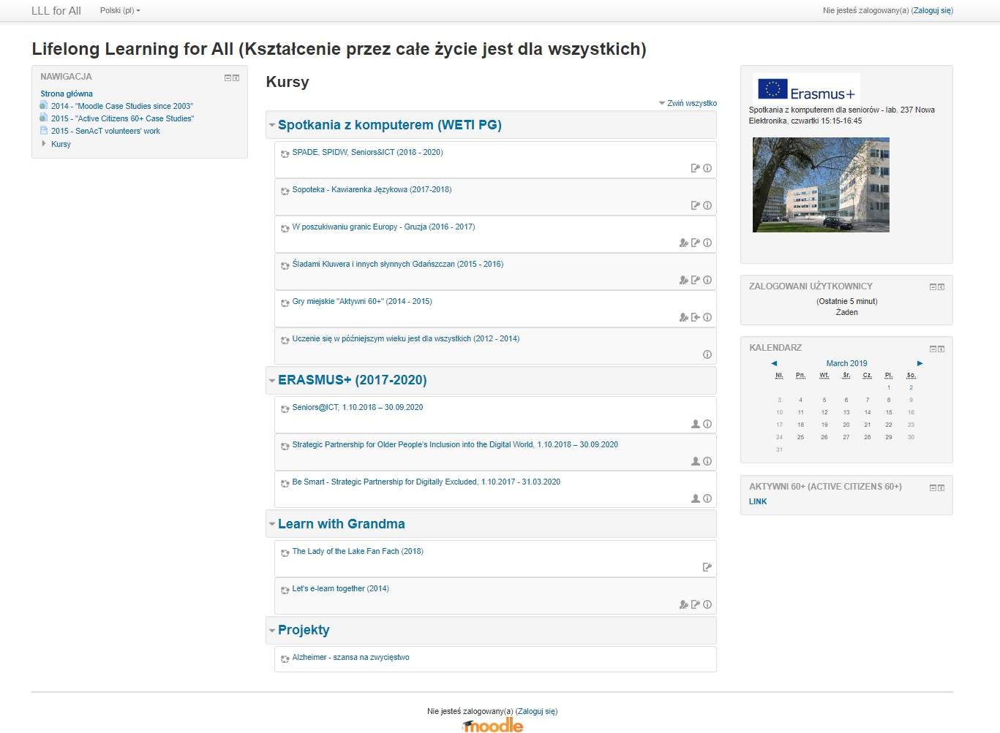 LLL for All
Polski (pl)
Nie jesteś zalogowany(a) (Zaloguj się)
Lifelong Learning for All (Kształcenie przez całe życie jest dla wszystkich)
NAWIGACJA
Strona główna
2014 - "Moodle Case Studies since 2003"
2015 - "Active Citizens 60+ Case Studies"
2015 - SenAcT volunteers' work
Kursy
Kursy
Zwiń wszystko
Spotkania z komputerem (WETI PG)
SPADE, SPIDW, Seniors&ICT (2018 - 2020)
Sopoteka - Kawiarenka Językowa (2017-2018)
W poszukiwaniu granic Europy - Gruzja (2016 - 2017)
Śladami Kluwera i innych słynnych Gdańszczan (2015 - 2016)
Gry miejskie "Aktywni 60+" (2014 - 2015)
Uczenie się w późniejszym wieku jest dla wszystkich (2012 - 2014)
ERASMUS+ (2017-2020)
Seniors@ICT, 1.10.2018 – 30.09.2020
Strategic Partnership for Older People's Inclusion into the Digital World, 1.10.2018 – 30.09.2020
Be Smart - Strategic Partnership for Digitally Excluded, 1.10.2017 - 31.03.2020
Learn with Grandma
The Lady of the Lake Fan Fach (2018)
Let's e-learn together (2014)
Projekty
Alzheimer - szansa na zwycięstwo
Erasmus+
Spotkania z komputerem dla seniorów - lab. 237 Nowa
Elektronika, czwartki 15:15-16:45
ZALOGOWANI UŻYTKOWNICY
(Ostatnie 5 minut)
Żaden
KALENDARZ
◄ March 2019 ►
Ni. Pn. Wt. Śr. Cz. Pi. So.
1 2
3 4 5 6 7 8 9
10 11 12 13 14 15 16
17 18 19 20 21 22 23
24 25 26 27 28 29 30
31
AKTYWNI 60+ (ACTIVE CITIZENS 60+)
LINK
Nie jesteś zalogowany(a) (Zaloguj się)
moodle